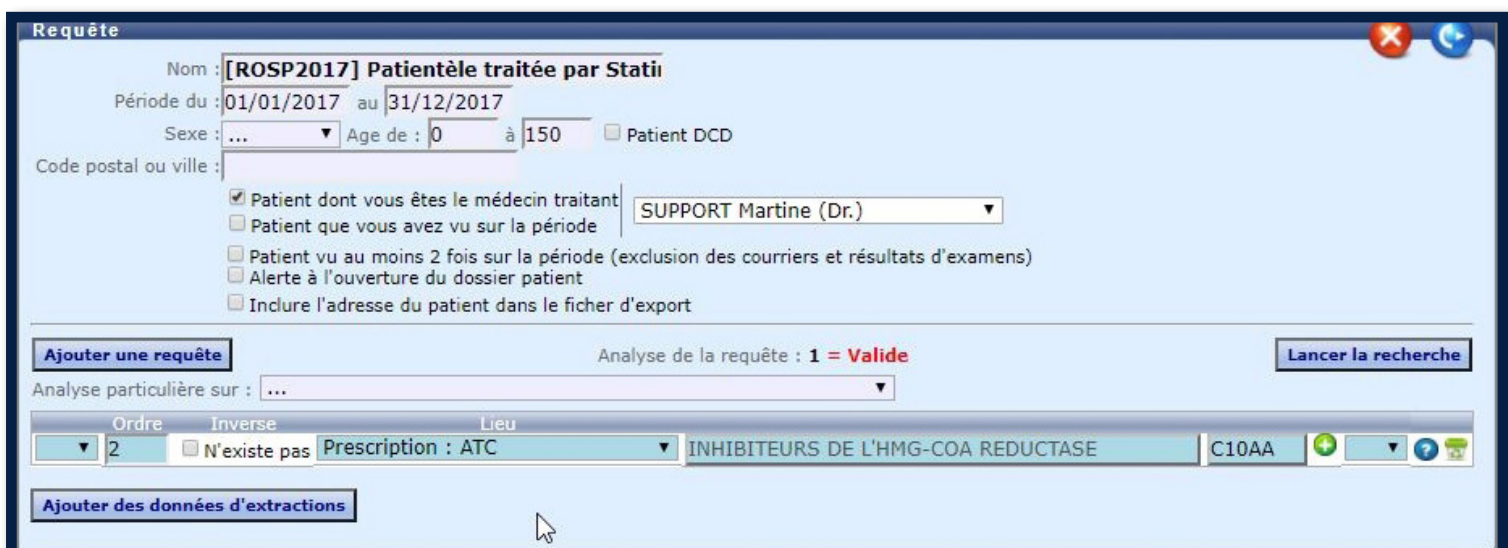 Requête
Nom : [ROSP2017] Patientèle traitée par Stati
Période du : 01/01/2017 au 31/12/2017
Sexe : ... Age de : 0 à 150 Patient DCD
Code postal ou ville :
Patient dont vous êtes le médecin traitant
SUPPORT Martine (Dr.)
Patient que vous avez vu sur la période
Patient vu au moins 2 fois sur la période (exclusion des courriers et résultats d'examens)
Alerte à l'ouverture du dossier patient
Inclure l'adresse du patient dans le ficher d'export
Ajouter une requête Analyse de la requête : 1 = Valide Lancer la recherche
Analyse particulière sur : ...
Ordre Inverse Lieu
2 N'existe pas Prescription : ATC INHIBITEURS DE L'HMG-COA REDUCTASE C10AA
Ajouter des données d'extractions